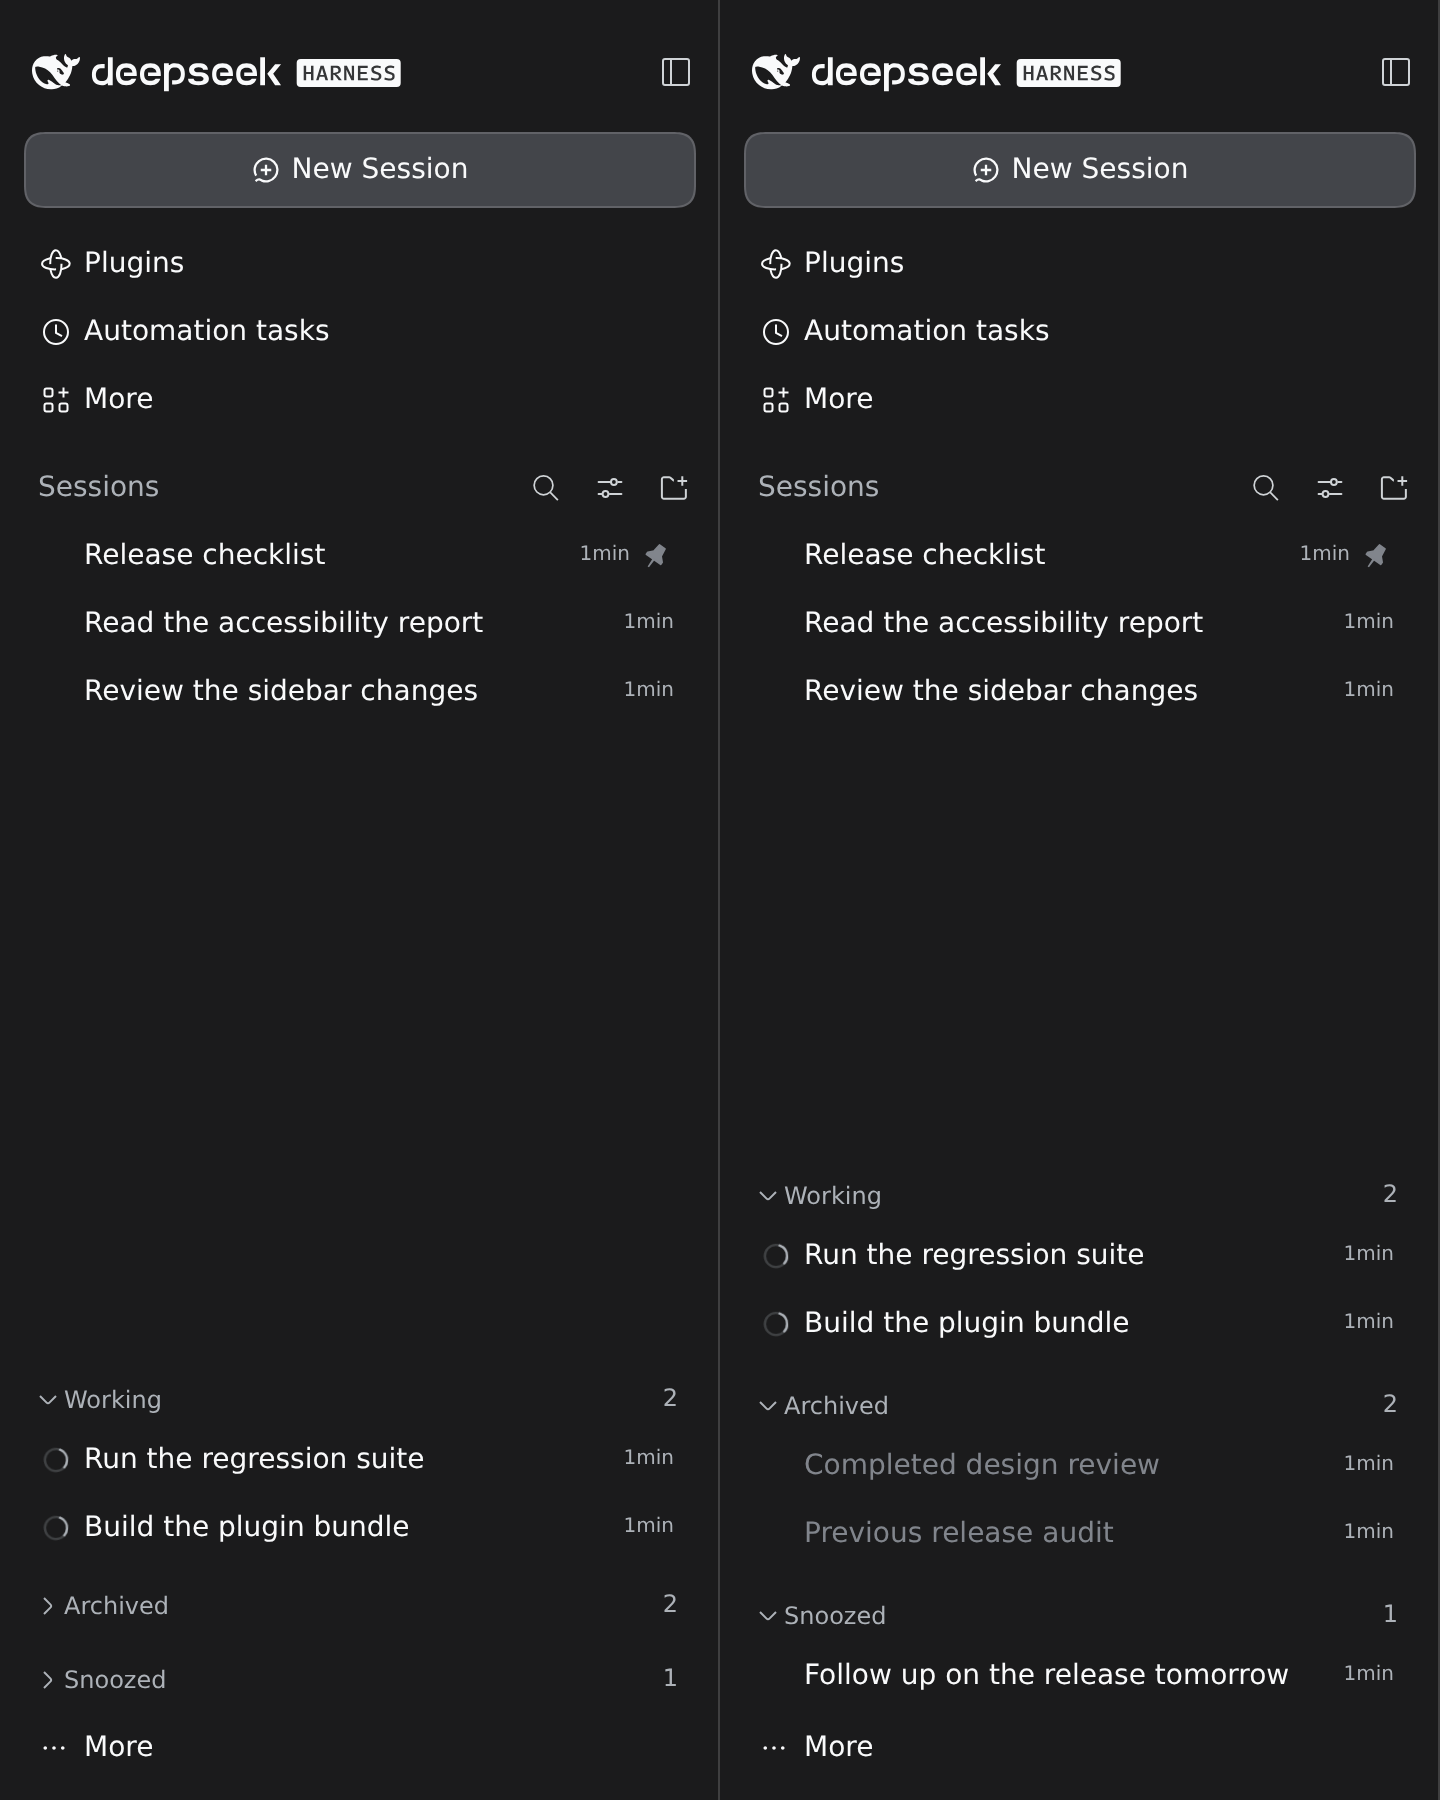 deepseek HARNESS
New Session
Plugins
Automation tasks
More
Sessions
Release checklist 1min
Read the accessibility report 1min
Review the sidebar changes 1min
Working 2
Run the regression suite 1min
Build the plugin bundle 1min
Archived 2
Snoozed 1
More
deepseek HARNESS
New Session
Plugins
Automation tasks
More
Sessions
Release checklist 1min
Read the accessibility report 1min
Review the sidebar changes 1min
Working 2
Run the regression suite 1min
Build the plugin bundle 1min
Archived 2
Completed design review 1min
Previous release audit 1min
Snoozed 1
Follow up on the release tomorrow 1min
More